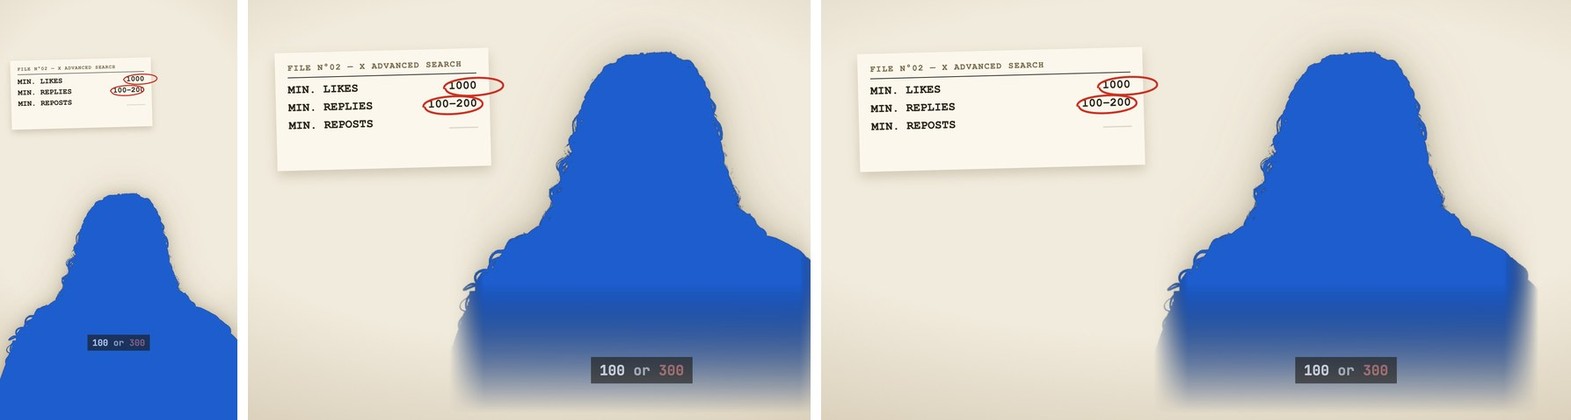 FILE N°02 — X ADVANCED SEARCH
MIN. LIKES 1000
MIN. REPLIES 100–200
MIN. REPOSTS
100 or 300
FILE N°02 — X ADVANCED SEARCH
MIN. LIKES 1000
MIN. REPLIES 100–200
MIN. REPOSTS
100 or 300
FILE N°02 — X ADVANCED SEARCH
MIN. LIKES 1000
MIN. REPLIES 100–200
MIN. REPOSTS
100 or 300